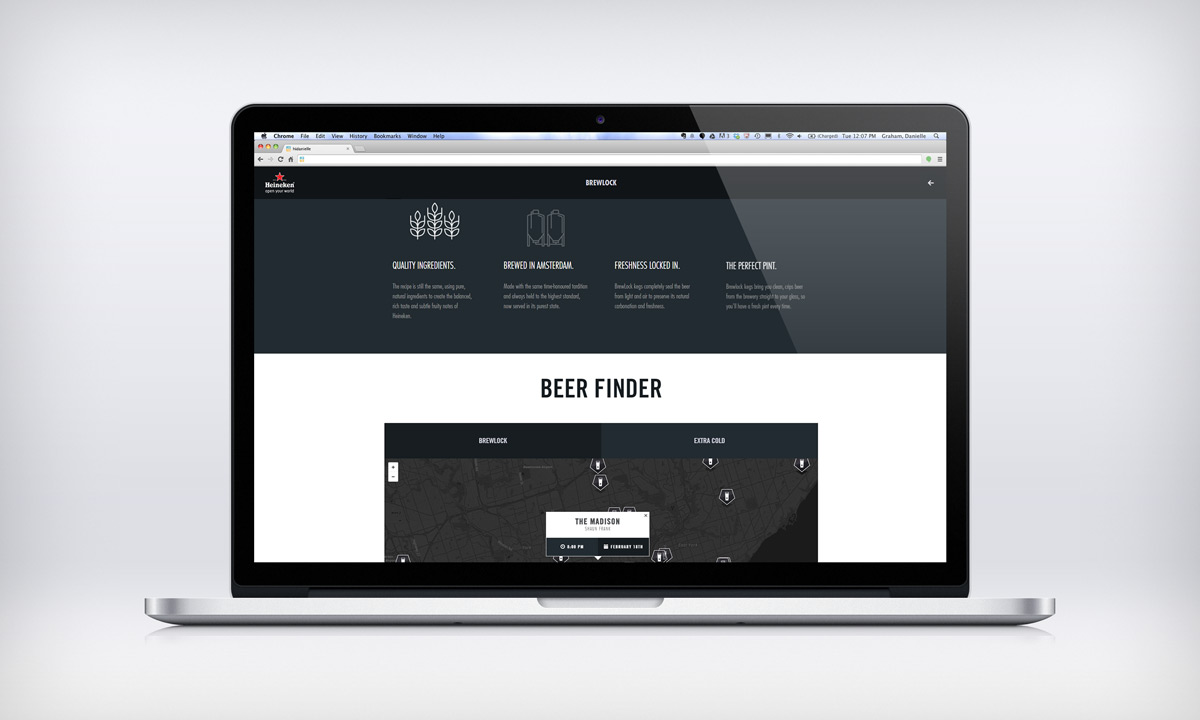 Chrome File Edit View History Bookmarks Window Help
(Charged) Tue 12:07 PM Graham, Danielle
Heineken
open your world
BREWLOCK
QUALITY INGREDIENTS.
The recipe is still the same, using pure,
natural ingredients to create the balanced,
rich taste and subtle fruity notes of
Heineken.
BREWED IN AMSTERDAM.
Made with the same time-honoured tradition
and always held to the highest standard,
now served in its purest state.
FRESHNESS LOCKED IN.
BrewLock kegs completely seal the beer
from light and air to preserve its natural
carbonation and freshness.
THE PERFECT PINT.
BrewLock kegs bring you clean, crisp beer
from the brewery straight to your glass, so
you'll have a fresh pint every time.
BEER FINDER
BREWLOCK
EXTRA COLD
+
-
THE MADISON
FEBRUARY 18TH